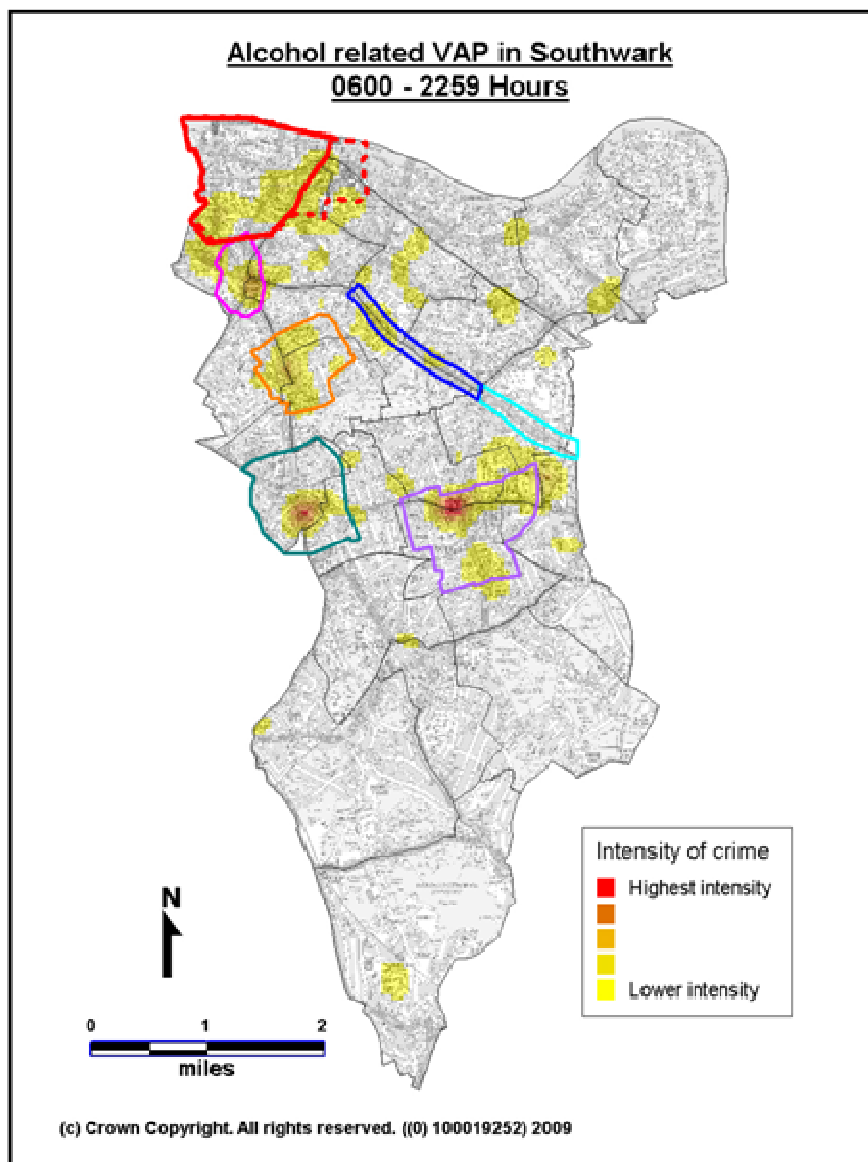 Alcohol related VAP in Southwark
0600 - 2259 Hours
Intensity of crime
Highest intensity
Lower intensity
N
0 1 2
miles
(c) Crown Copyright. All rights reserved. ((0) 100019252) 2009